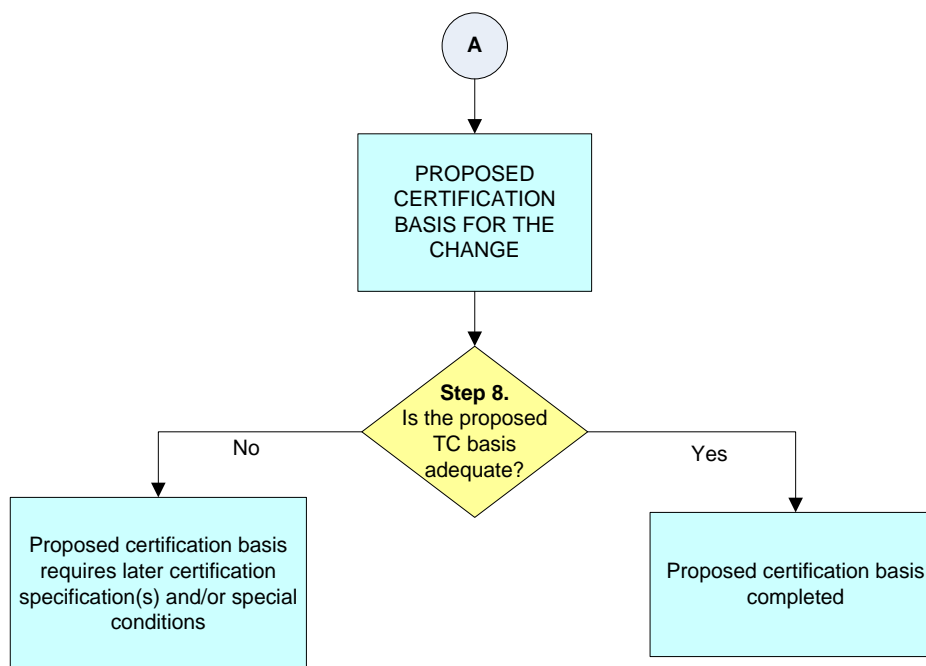 A
PROPOSED
CERTIFICATION
BASIS FOR THE
CHANGE
Step 8.
Is the proposed
TC basis
adequate?
No
Yes
Proposed certification basis
requires later certification
specification(s) and/or special
conditions
Proposed certification basis
completed